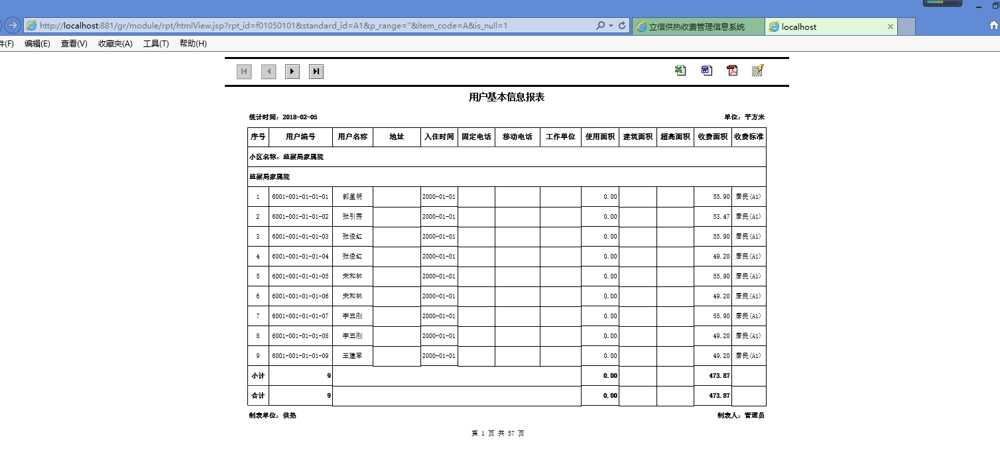 http://localhost:881/gr/module/rpt/htmlView.jsp?rpt_id=f01050101&standard_id=A1&p_range=''&item_code=A&is_null=1
立信供热收费管理信息系统
localhost
件(F) 编辑(E) 查看(V) 收藏夹(A) 工具(T) 帮助(H)
用户基本信息报表
统计时间：2018-02-05 单位：平方米
序号 用户编号 用户名称 地址 入住时间 固定电话 移动电话 工作单位 使用面积 建筑面积 超高面积 收费面积 收费标准
小区名称：监察局家属院
监察局家属院
1 6001-001-01-01-01 郭里明 2000-01-01 0.00 55.90 居民(A1)
2 6001-001-01-01-02 张引秀 2000-01-01 0.00 53.47 居民(A1)
3 6001-001-01-01-03 张俊红 2000-01-01 0.00 55.90 居民(A1)
4 6001-001-01-01-04 张俊红 2000-01-01 0.00 49.20 居民(A1)
5 6001-001-01-01-05 宋和林 2000-01-01 0.00 55.90 居民(A1)
6 6001-001-01-01-06 宋和林 2000-01-01 0.00 49.20 居民(A1)
7 6001-001-01-01-07 2000-01-01 0.00 55.90 居民(A1)
8 6001-001-01-01-08 2000-01-01 0.00 49.20 居民(A1)
9 6001-001-01-01-09 王建军 2000-01-01 0.00 49.20 居民(A1)
小计 9 0.00 473.87
合计 9 0.00 473.87
制表单位：供热 制表人：管理员
第 1 页 共 57 页